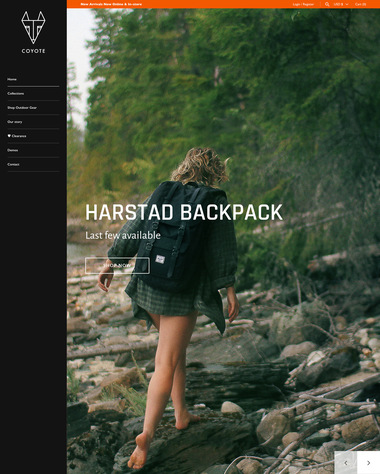 New Arrivals Now Online & In-store
Login / Register
USD $
Cart (0)
COYOTE
Home
Collections
Shop Outdoor Gear
Our story
Clearance
Demos
Contact
HARSTAD BACKPACK
Last few available
SHOP NOW